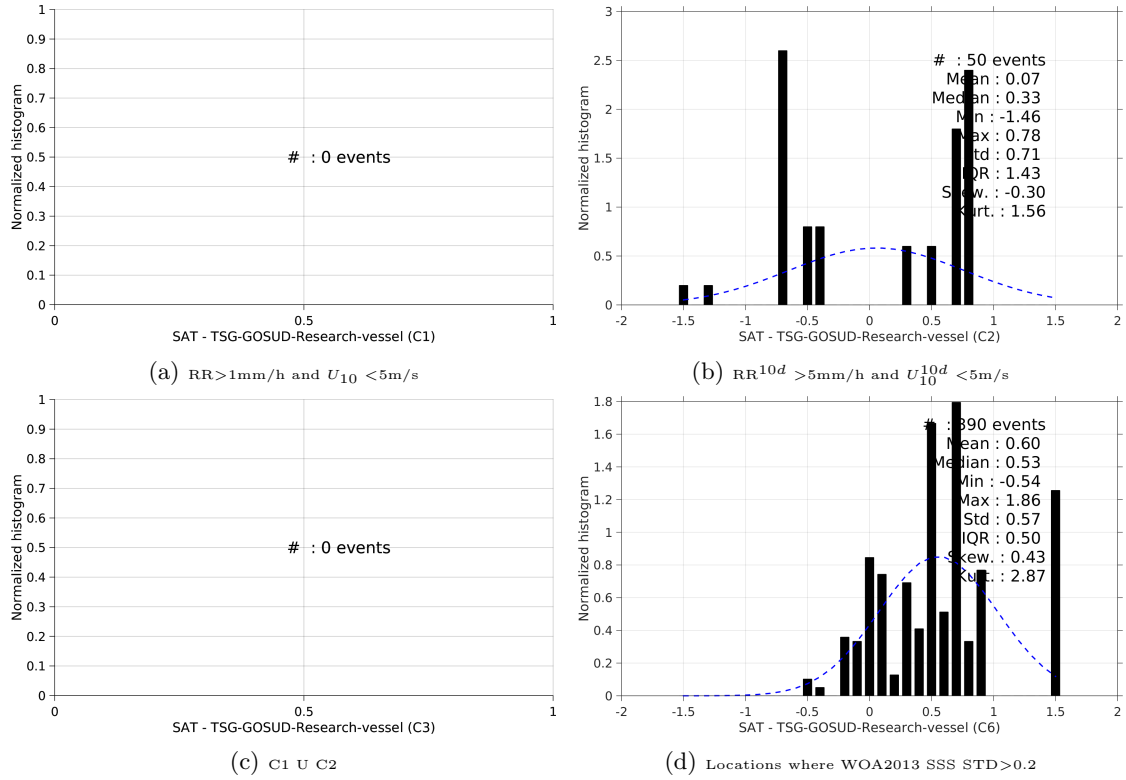 1
0.9
0.8
0.7
0.6
0.5
0.4
0.3
0.2
0.1
0
Normalized histogram
# : 0 events
0 0.5 1
SAT - TSG-GOSUD-Research-vessel (C1)
(a) RR>1mm/h and U10 <5m/s
3
2.5
2
1.5
1
0.5
0
Normalized histogram
# : 50 events
Mean : 0.07
Median : 0.33
Min : -1.46
Max : 0.78
Std : 0.71
IQR : 1.43
Skew. : -0.30
Kurt. : 1.56
-2 -1.5 -1 -0.5 0 0.5 1 1.5 2
SAT - TSG-GOSUD-Research-vessel (C2)
(b) RR10d >5mm/h and U10d10 <5m/s
1
0.9
0.8
0.7
0.6
0.5
0.4
0.3
0.2
0.1
0
Normalized histogram
# : 0 events
0 0.5 1
SAT - TSG-GOSUD-Research-vessel (C3)
(c) C1 U C2
1.8
1.6
1.4
1.2
1
0.8
0.6
0.4
0.2
0
Normalized histogram
# : 390 events
Mean : 0.60
Median : 0.53
Min : -0.54
Max : 1.86
Std : 0.57
IQR : 0.50
Skew. : 0.43
Kurt. : 2.87
-2 -1.5 -1 -0.5 0 0.5 1 1.5 2
SAT - TSG-GOSUD-Research-vessel (C6)
(d) Locations where WOA2013 SSS STD>0.2